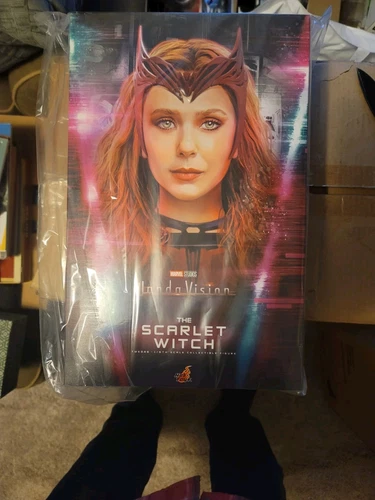 MARVEL STUDIOS
WandaVision
THE
SCARLET
WITCH